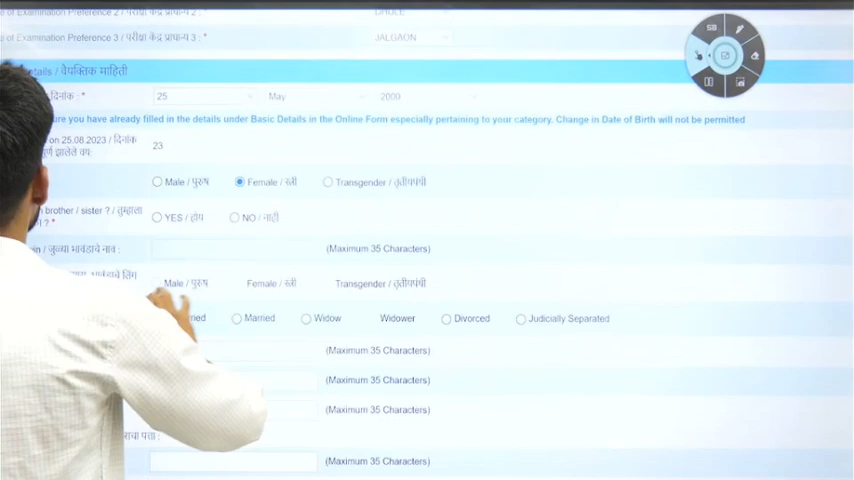 of Examination Preference 2 / परीक्षा केंद्र प्राधान्य 2 : * DHULE
of Examination Preference 3 / परीक्षा केंद्र प्राधान्य 3 : * JALGAON
etails / वैयक्तिक माहिती
दिनांक : * 25 May 2000
ure you have already filled in the details under Basic Details in the Online Form especially pertaining to your category. Change in Date of Birth will not be permitted
on 25.08.2023 / दिनांक
पूर्ण झालेले वय: 23
Male / पुरुष Female / स्त्री Transgender / तृतीयपंथी
brother / sister ? / तुम्हाला
? * YES / होय NO / नाही
in / जुळ्या भावंडाचे नाव : (Maximum 35 Characters)
भावंडाचे लिंग
Male / पुरुष Female / स्त्री Transgender / तृतीयपंथी
ried Married Widow Widower Divorced Judicially Separated
(Maximum 35 Characters)
(Maximum 35 Characters)
(Maximum 35 Characters)
पत्ता :
(Maximum 35 Characters)